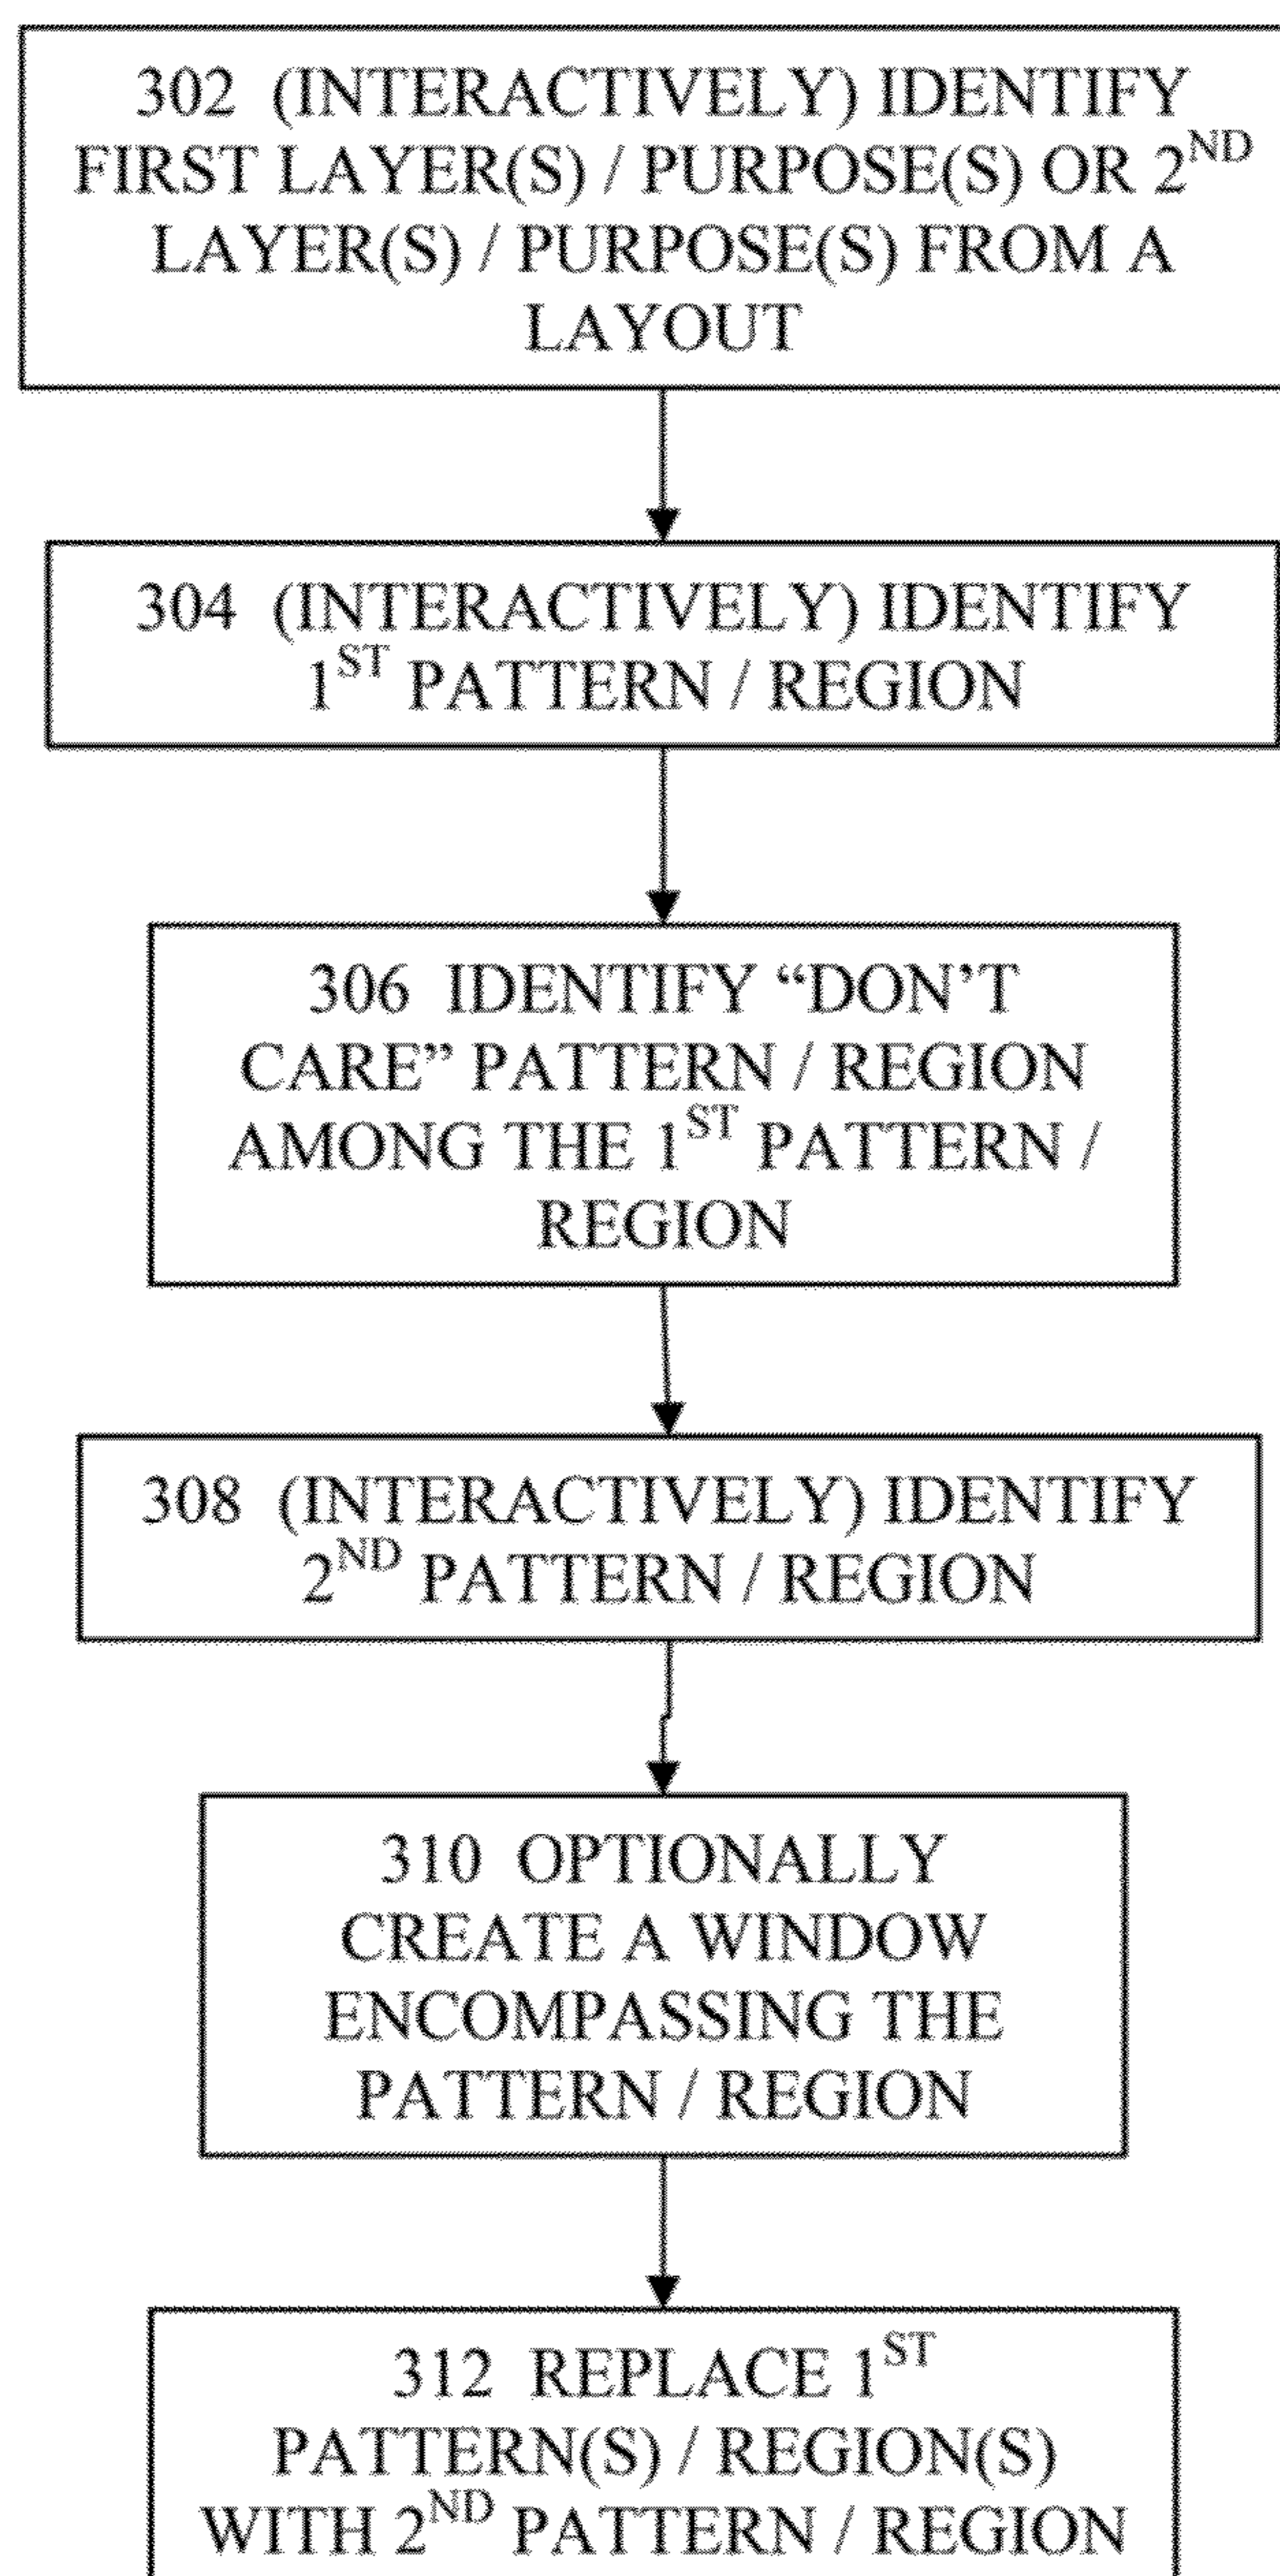 302 (INTERACTIVELY) IDENTIFY
FIRST LAYER(S) / PURPOSE(S) OR 2ND
LAYER(S) / PURPOSE(S) FROM A
LAYOUT
304 (INTERACTIVELY) IDENTIFY
1ST PATTERN / REGION
306 IDENTIFY “DON’T
CARE” PATTERN / REGION
AMONG THE 1ST PATTERN /
REGION
308 (INTERACTIVELY) IDENTIFY
2ND PATTERN / REGION
310 OPTIONALLY
CREATE A WINDOW
ENCOMPASSING THE
PATTERN / REGION
312 REPLACE 1ST
PATTERN(S) / REGION(S)
WITH 2ND PATTERN / REGION